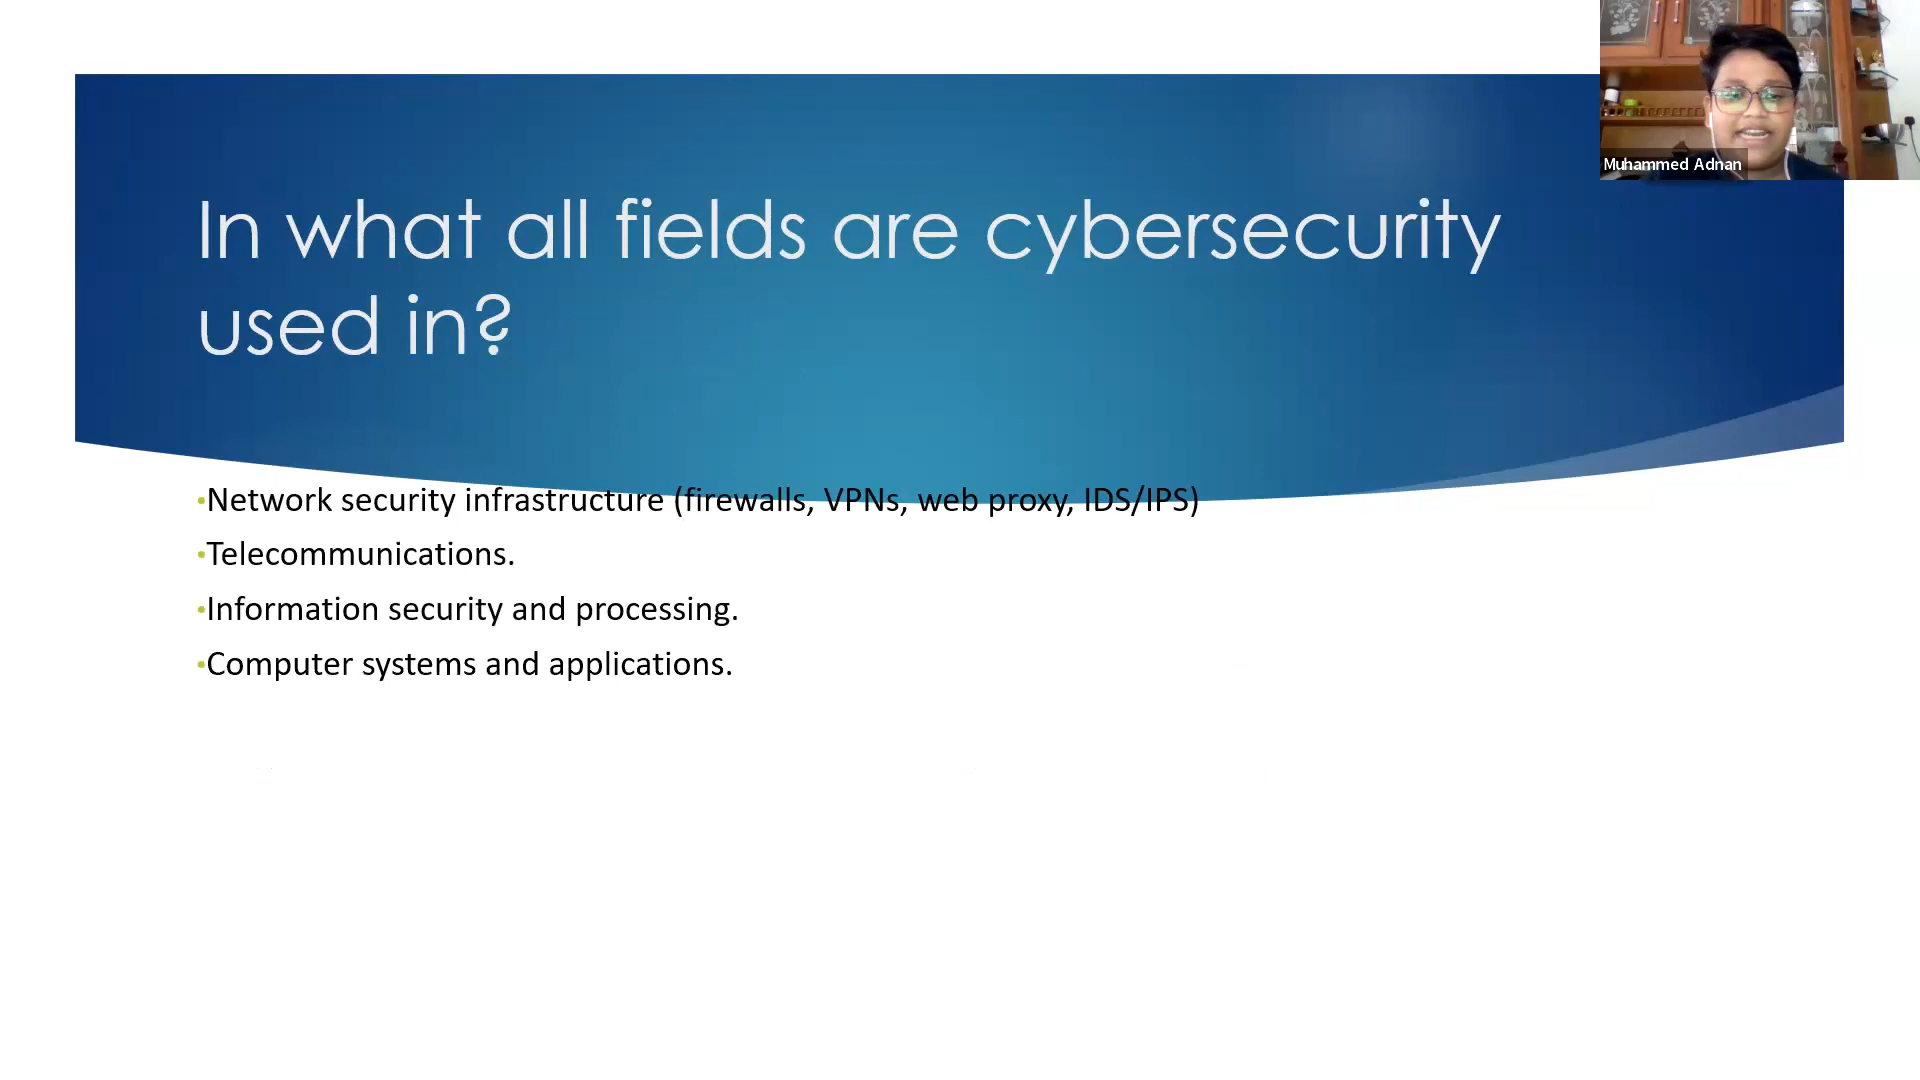 In what all fields are cybersecurity
used in?
•Network security infrastructure (firewalls, VPNs, web proxy, IDS/IPS)
•Telecommunications.
•Information security and processing.
•Computer systems and applications.
Muhammed Adnan